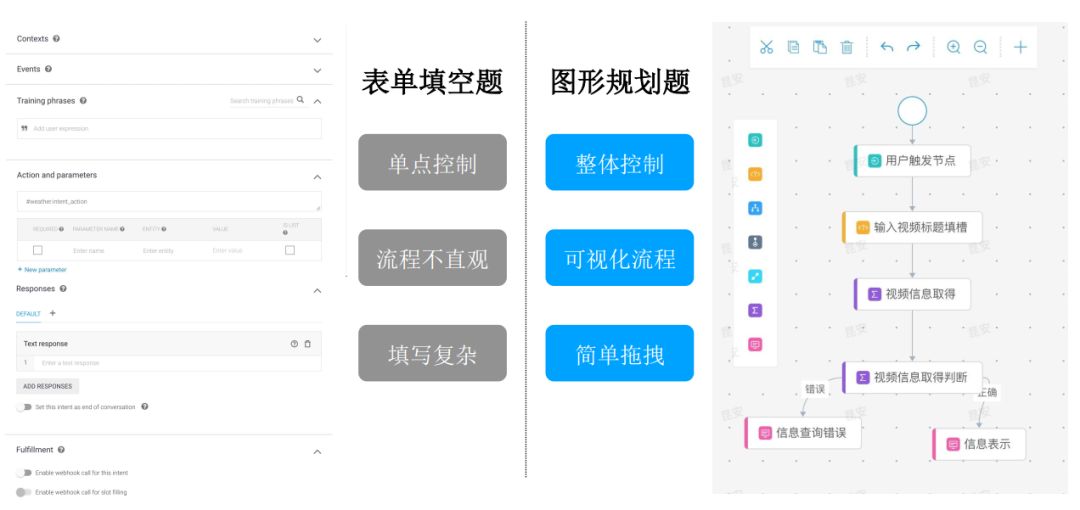 Contexts
Events
Training phrases
Search training phrases
Add user expression
Action and parameters
#weather.intent_action
REQUIRED PARAMETER NAME ENTITY VALUE IS LIST
Enter name Enter entity Enter value
+ New parameter
Responses
DEFAULT +
Text response
1 Enter a text response
ADD RESPONSES
Set this intent as end of conversation
Fulfillment
Enable webhook call for this intent
Enable webhook call for slot filling
表单填空题
单点控制
流程不直观
填写复杂
图形规划题
整体控制
可视化流程
简单拖拽
用户触发节点
输入视频标题填槽
视频信息取得
视频信息取得判断
错误
正确
信息查询错误
信息表示